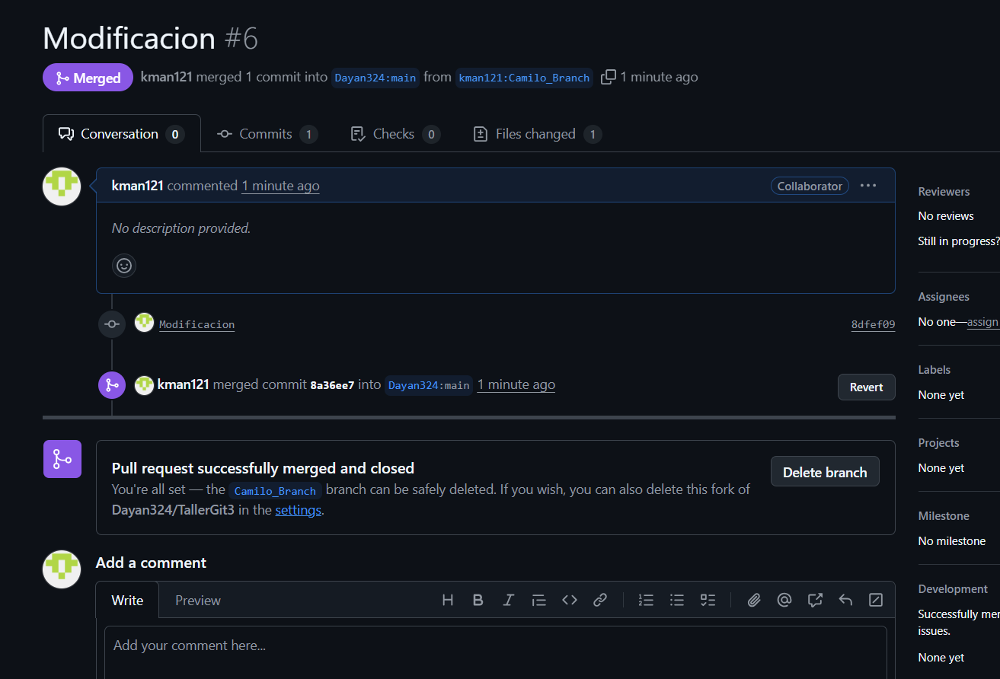 Modificacion #6
Merged kman121 merged 1 commit into Dayan324:main from kman121:Camilo_Branch 1 minute ago
Conversation 0 Commits 1 Checks 0 Files changed 1
kman121 commented 1 minute ago Collaborator
No description provided.
Modificacion 8dfef09
kman121 merged commit 8a36ee7 into Dayan324:main 1 minute ago Revert
Pull request successfully merged and closed
You're all set — the Camilo_Branch branch can be safely deleted. If you wish, you can also delete this fork of
Dayan324/TallerGit3 in the settings.
Delete branch
Add a comment
Write Preview
Add your comment here...
Reviewers
No reviews
Still in progress?
Assignees
No one—assign
Labels
None yet
Projects
None yet
Milestone
No milestone
Development
Successfully mer
issues.
None yet